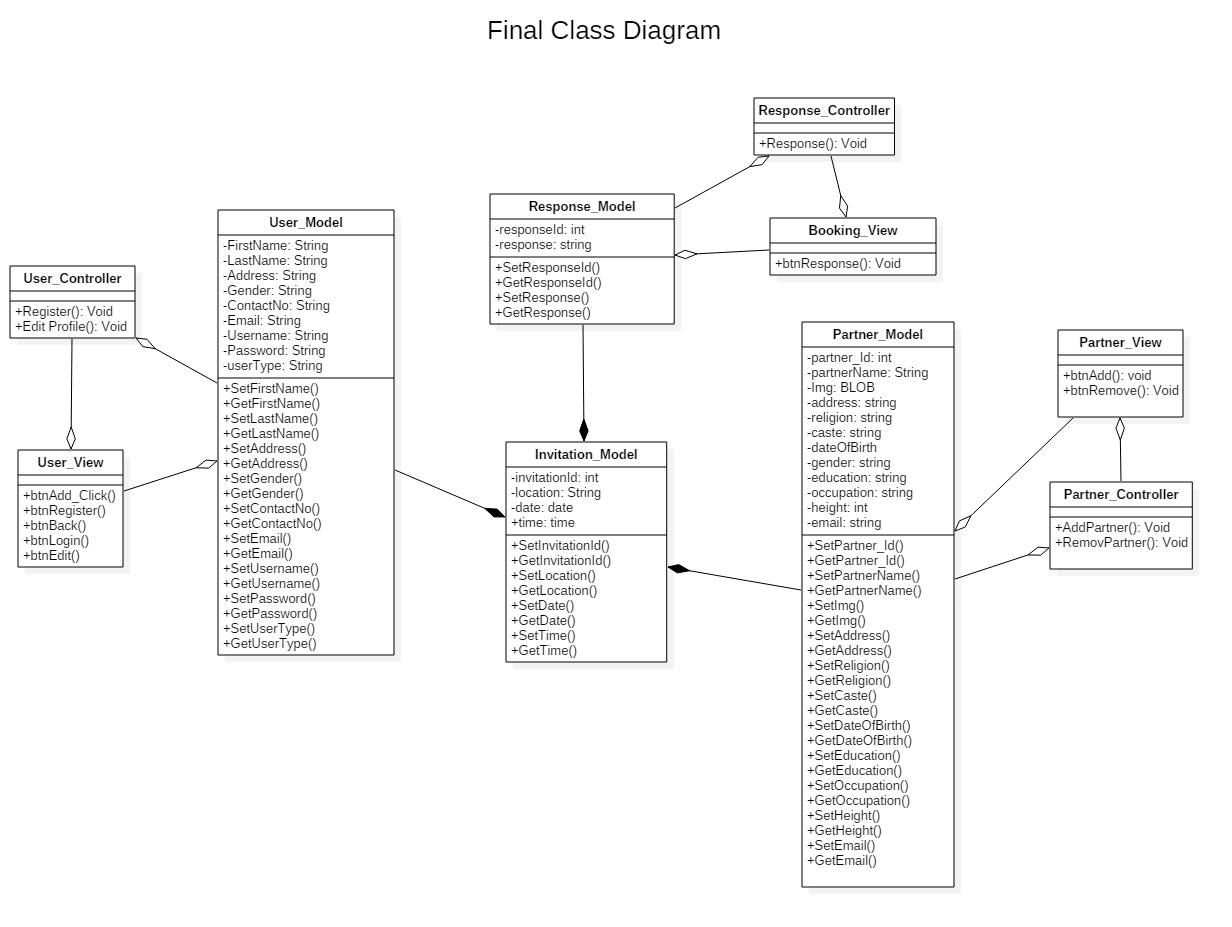 Final Class Diagram
Response_Controller
+Response(): Void
Response_Model
-responseId: int
-response: string
+SetResponseId()
+GetResponseId()
+SetResponse()
+GetResponse()
Booking_View
+btnResponse(): Void
User_Model
-FirstName: String
-LastName: String
-Address: String
-Gender: String
-ContactNo: String
-Email: String
-Username: String
-Password: String
-userType: String
+SetFirstName()
+GetFirstName()
+SetLastName()
+GetLastName()
+SetAddress()
+GetAddress()
+SetGender()
+GetGender()
+SetContactNo()
+GetContactNo()
+SetEmail()
+GetEmail()
+SetUsername()
+GetUsername()
+SetPassword()
+GetPassword()
+SetUserType()
+GetUserType()
User_Controller
+Register(): Void
+Edit Profile(): Void
User_View
+btnAdd_Click()
+btnRegister()
+btnBack()
+btnLogin()
+btnEdit()
Invitation_Model
-invitationId: int
-location: String
-date: date
+time: time
+SetInvitationId()
+GetInvitationId()
+SetLocation()
+GetLocation()
+SetDate()
+GetDate()
+SetTime()
+GetTime()
Partner_Model
-partner_Id: int
-partnerName: String
-Img: BLOB
-address: string
-religion: string
-caste: string
-dateOfBirth
-gender: string
-education: string
-occupation: string
-height: int
-email: string
+SetPartner_Id()
+GetPartner_Id()
+SetPartnerName()
+GetPartnerName()
+SetImg()
+GetImg()
+SetAddress()
+GetAddress()
+SetReligion()
+GetReligion()
+SetCaste()
+GetCaste()
+SetDateOfBirth()
+GetDateOfBirth()
+SetEducation()
+GetEducation()
+SetOccupation()
+GetOccupation()
+SetHeight()
+GetHeight()
+SetEmail()
+GetEmail()
Partner_View
+btnAdd(): void
+btnRemove(): Void
Partner_Controller
+AddPartner(): Void
+RemovPartner(): Void